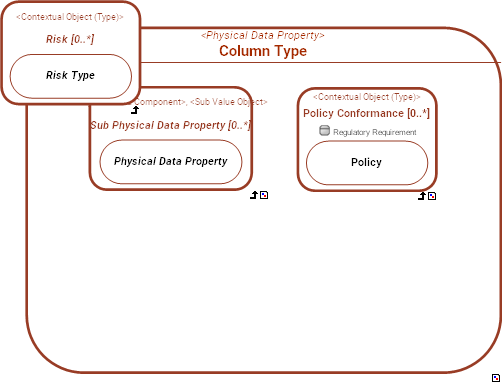 <Contextual Object (Type)>
Risk [0..*]
Risk Type
<Physical Data Property>
Column Type
Component>, <Sub Value Object>
Sub Physical Data Property [0..*]
Physical Data Property
<Contextual Object (Type)>
Policy Conformance [0..*]
Regulatory Requirement
Policy